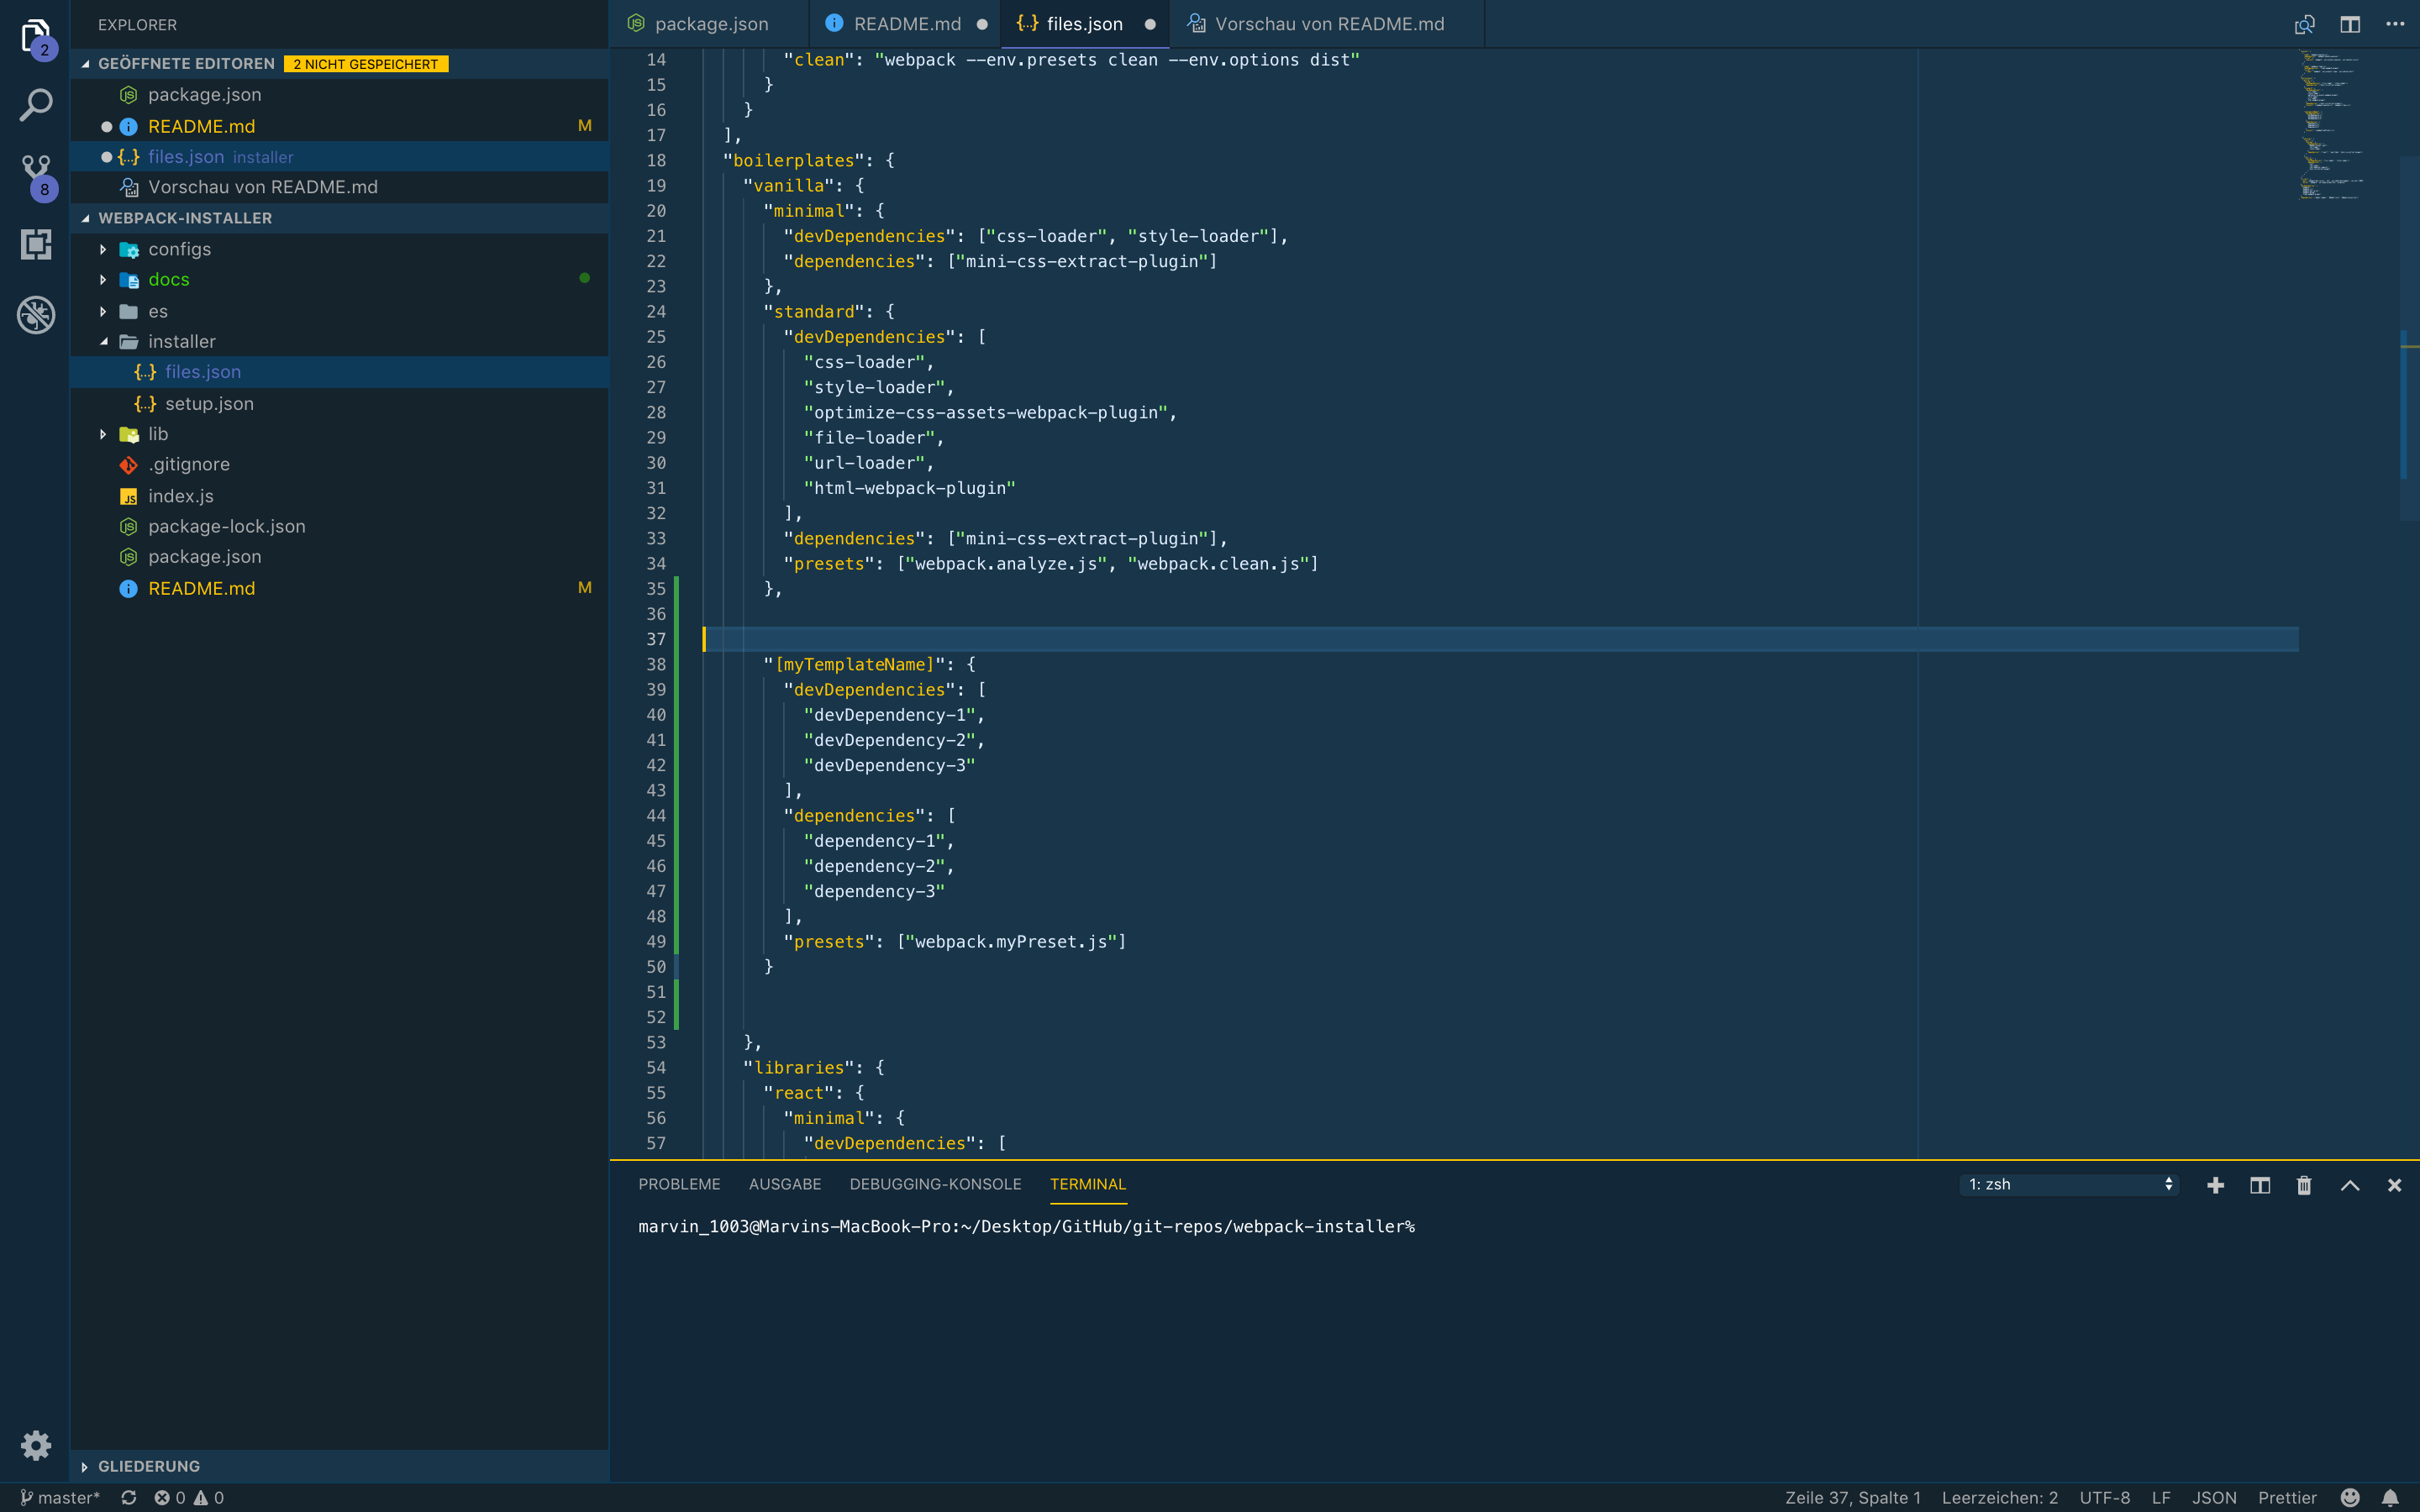 EXPLORER
GEÖFFNETE EDITOREN 2 NICHT GESPEICHERT
package.json
README.md M
files.json installer
Vorschau von README.md
WEBPACK-INSTALLER
configs
docs
es
installer
files.json
setup.json
lib
.gitignore
index.js
package-lock.json
package.json
README.md M
GLIEDERUNG
2
8
package.json README.md files.json Vorschau von README.md
14 "clean": "webpack --env.presets clean --env.options dist"
15 }
16 }
17 ],
18 "boilerplates": {
19 "vanilla": {
20 "minimal": {
21 "devDependencies": ["css-loader", "style-loader"],
22 "dependencies": ["mini-css-extract-plugin"]
23 },
24 "standard": {
25 "devDependencies": [
26 "css-loader",
27 "style-loader",
28 "optimize-css-assets-webpack-plugin",
29 "file-loader",
30 "url-loader",
31 "html-webpack-plugin"
32 ],
33 "dependencies": ["mini-css-extract-plugin"],
34 "presets": ["webpack.analyze.js", "webpack.clean.js"]
35 },
36
37
38 "[myTemplateName]": {
39 "devDependencies": [
40 "devDependency-1",
41 "devDependency-2",
42 "devDependency-3"
43 ],
44 "dependencies": [
45 "dependency-1",
46 "dependency-2",
47 "dependency-3"
48 ],
49 "presets": ["webpack.myPreset.js"]
50 }
51
52
53 },
54 "libraries": {
55 "react": {
56 "minimal": {
57 "devDependencies": [
PROBLEME AUSGABE DEBUGGING-KONSOLE TERMINAL 1: zsh
marvin_1003@Marvins-MacBook-Pro:~/Desktop/GitHub/git-repos/webpack-installer%
master* 0 0 Zeile 37, Spalte 1 Leerzeichen: 2 UTF-8 LF JSON Prettier